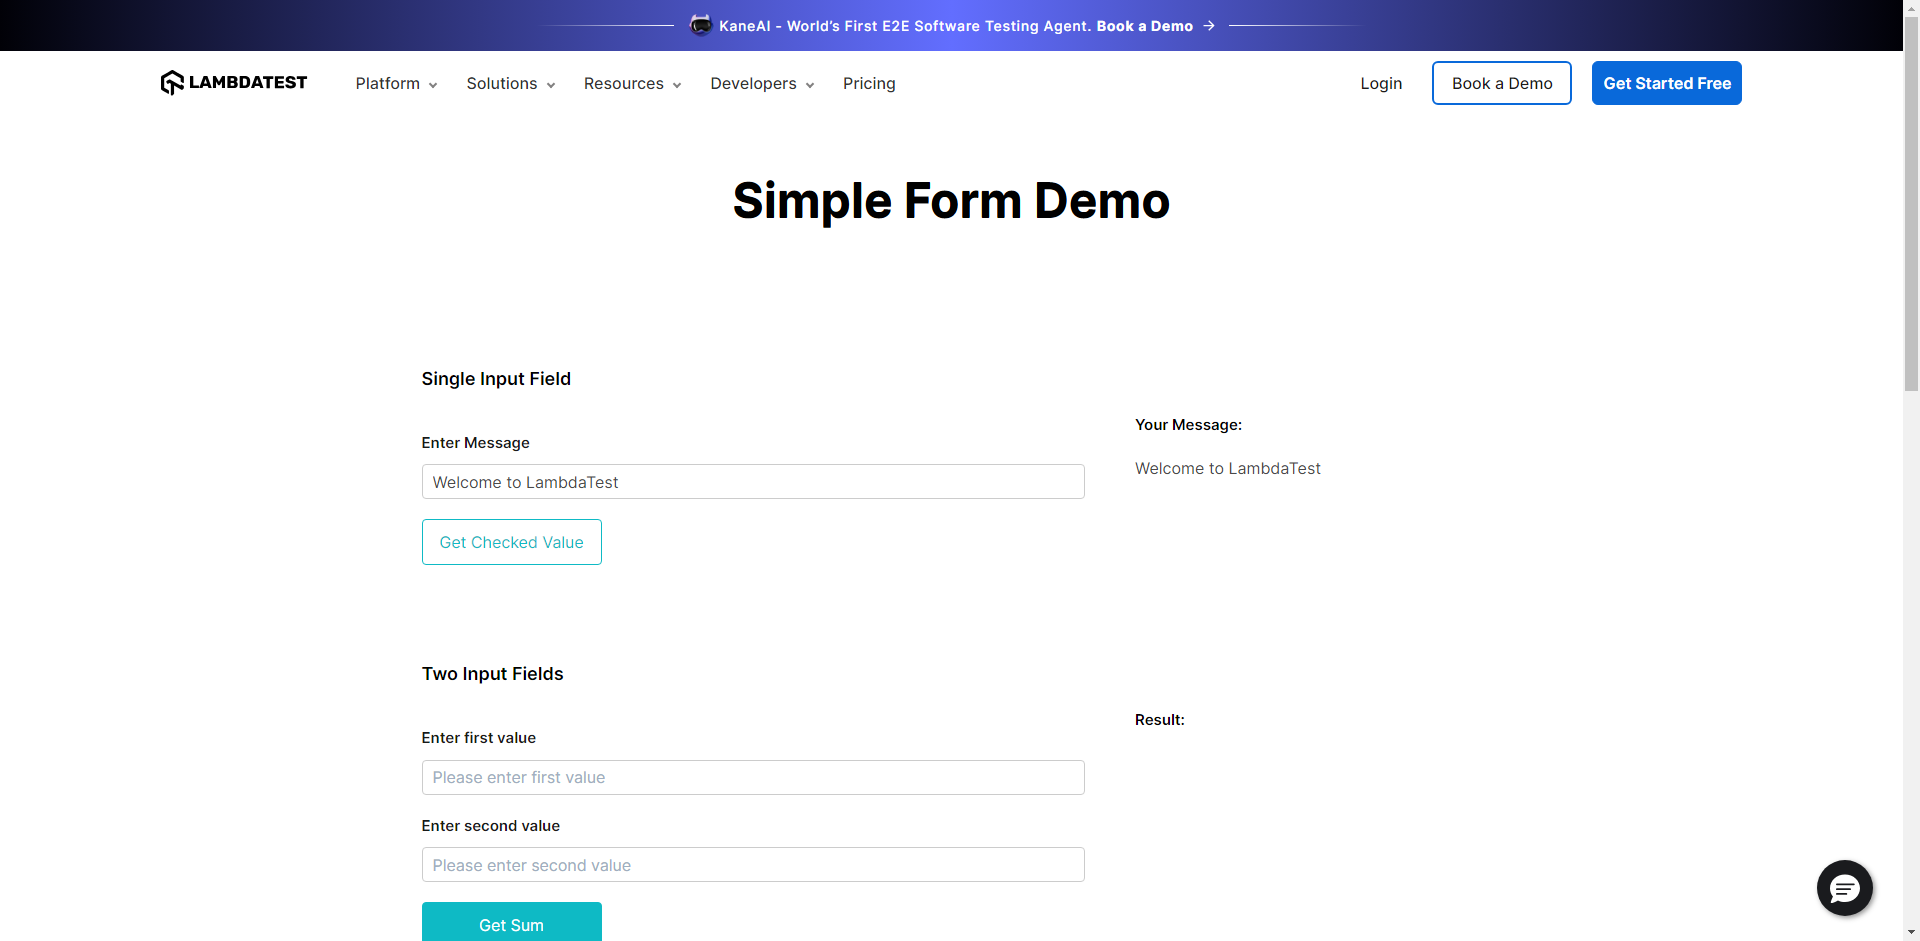 KaneAI - World's First E2E Software Testing Agent. Book a Demo →
LAMBDATEST
Platform Solutions Resources Developers Pricing
Login Book a Demo Get Started Free
Simple Form Demo
Single Input Field
Your Message:
Enter Message
Welcome to LambdaTest
Welcome to LambdaTest
Get Checked Value
Two Input Fields
Result:
Enter first value
Please enter first value
Enter second value
Please enter second value
Get Sum